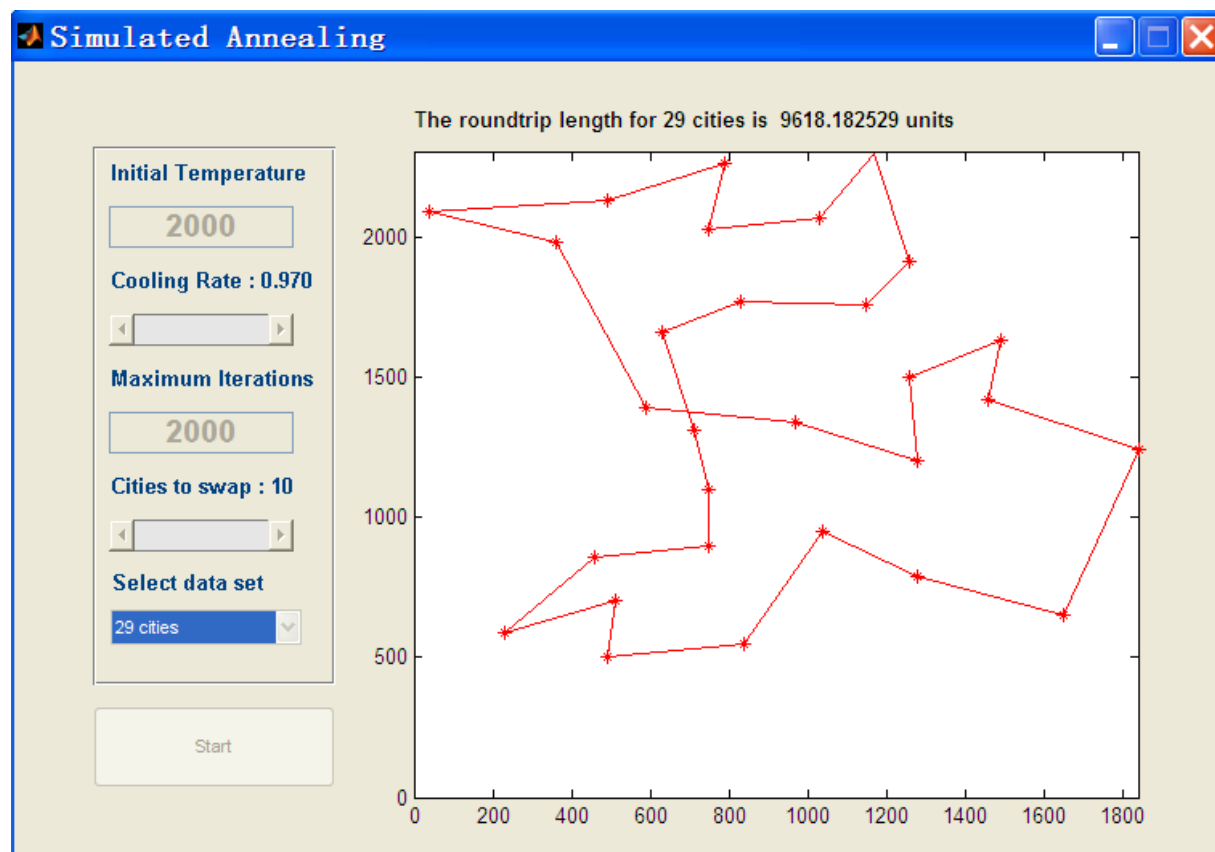 Simulated Annealing
The roundtrip length for 29 cities is 9618.182529 units
Initial Temperature
2000
Cooling Rate : 0.970
Maximum Iterations
2000
Cities to swap : 10
Select data set
29 cities
Start
2000
1500
1000
500
0
0 200 400 600 800 1000 1200 1400 1600 1800